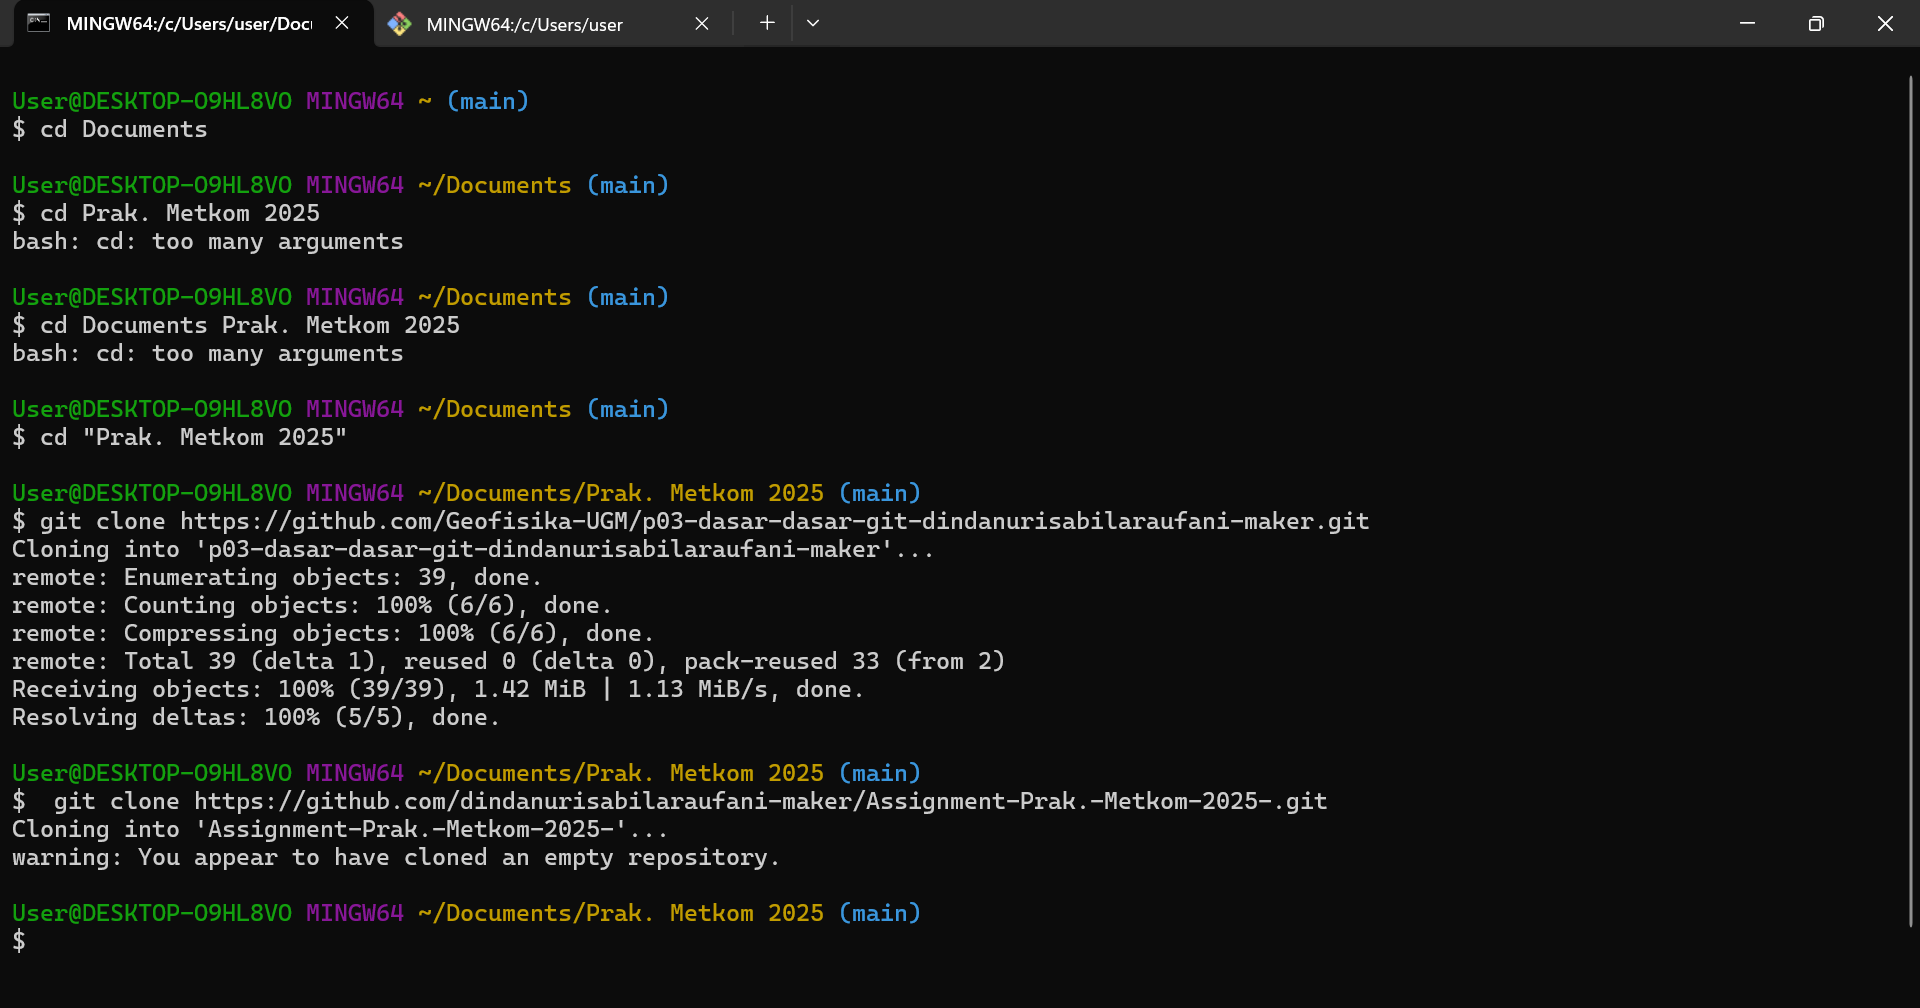 MINGW64:/c/Users/user/Doc
MINGW64:/c/Users/user
User@DESKTOP-O9HL8VO MINGW64 ~ (main)
$ cd Documents
User@DESKTOP-O9HL8VO MINGW64 ~/Documents (main)
$ cd Prak. Metkom 2025
bash: cd: too many arguments
User@DESKTOP-O9HL8VO MINGW64 ~/Documents (main)
$ cd Documents Prak. Metkom 2025
bash: cd: too many arguments
User@DESKTOP-O9HL8VO MINGW64 ~/Documents (main)
$ cd "Prak. Metkom 2025"
User@DESKTOP-O9HL8VO MINGW64 ~/Documents/Prak. Metkom 2025 (main)
$ git clone https://github.com/Geofisika-UGM/p03-dasar-dasar-git-dindanurisabilaraufani-maker.git
Cloning into 'p03-dasar-dasar-git-dindanurisabilaraufani-maker'...
remote: Enumerating objects: 39, done.
remote: Counting objects: 100% (6/6), done.
remote: Compressing objects: 100% (6/6), done.
remote: Total 39 (delta 1), reused 0 (delta 0), pack-reused 33 (from 2)
Receiving objects: 100% (39/39), 1.42 MiB | 1.13 MiB/s, done.
Resolving deltas: 100% (5/5), done.
User@DESKTOP-O9HL8VO MINGW64 ~/Documents/Prak. Metkom 2025 (main)
$  git clone https://github.com/dindanurisabilaraufani-maker/Assignment-Prak.-Metkom-2025-.git
Cloning into 'Assignment-Prak.-Metkom-2025-'...
warning: You appear to have cloned an empty repository.
User@DESKTOP-O9HL8VO MINGW64 ~/Documents/Prak. Metkom 2025 (main)
$